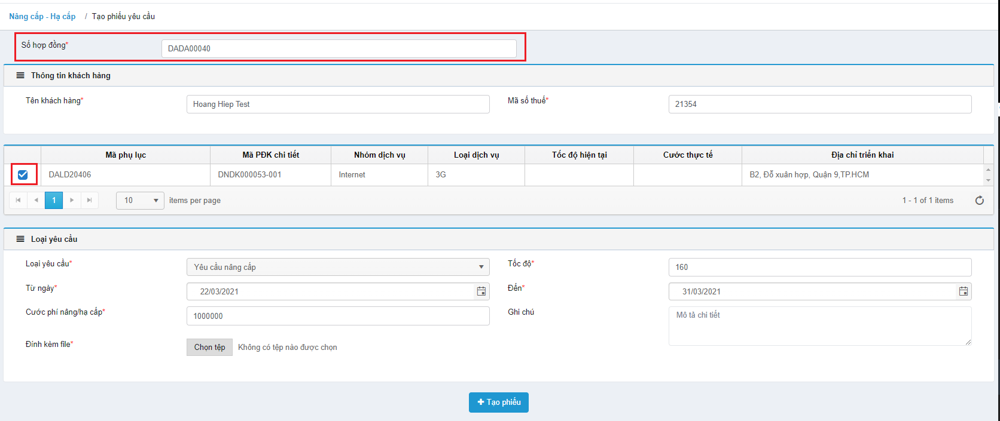 Nâng cấp - Hạ cấp / Tạo phiếu yêu cầu
Số hợp đồng* DADA00040
Thông tin khách hàng
Tên khách hàng* Hoang Hiep Test Mã số thuế* 21354
Mã phụ lục Mã PĐK chi tiết Nhóm dịch vụ Loại dịch vụ Tốc độ hiện tại Cước thực tế Địa chỉ triển khai
DALD20406 DNDK000053-001 Internet 3G B2, Đỗ xuân hợp, Quận 9,TP.HCM
1 10 items per page 1 - 1 of 1 items
Loại yêu cầu
Loại yêu cầu* Yêu cầu nâng cấp Tốc độ* 160
Từ ngày* 22/03/2021 Đến* 31/03/2021
Cước phí nâng/hạ cấp* 1000000 Ghi chú Mô tả chi tiết
Đính kèm file* Chọn tệp Không có tệp nào được chọn
+ Tạo phiếu